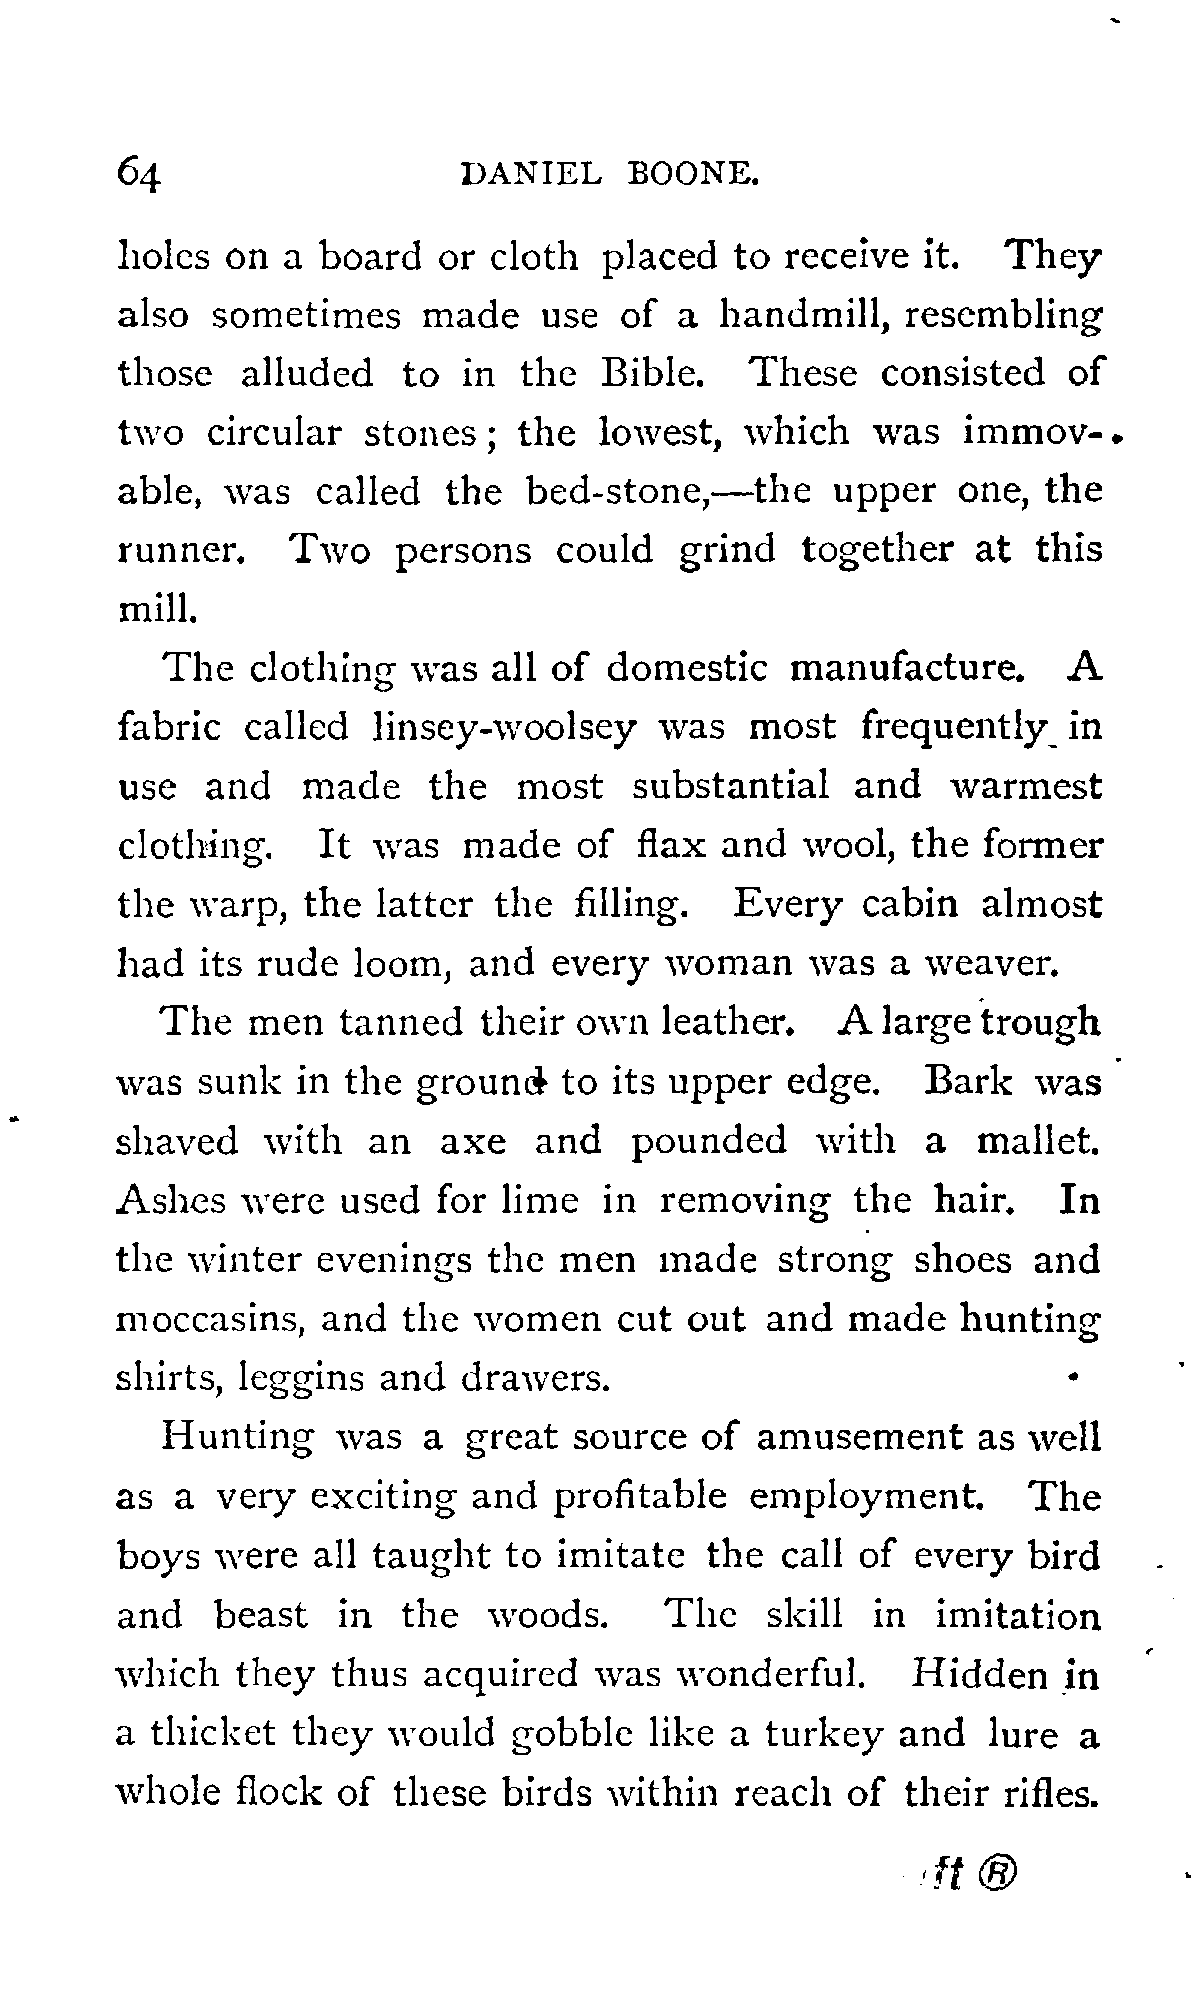 64 DANIEL BOONE.
holes on a board or cloth placed to receive it. They
also sometimes made use of a handmill, resembling
those alluded to in the Bible. These consisted of
two circular stones; the lowest, which was immov-
able, was called the bed-stone,—the upper one, the
runner. Two persons could grind together at this
mill.
The clothing was all of domestic manufacture. A
fabric called linsey-woolsey was most frequently in
use and made the most substantial and warmest
clothing. It was made of flax and wool, the former
the warp, the latter the filling. Every cabin almost
had its rude loom, and every woman was a weaver.
The men tanned their own leather. A large trough
was sunk in the ground to its upper edge. Bark was
shaved with an axe and pounded with a mallet.
Ashes were used for lime in removing the hair. In
the winter evenings the men made strong shoes and
moccasins, and the women cut out and made hunting
shirts, leggins and drawers.
Hunting was a great source of amusement as well
as a very exciting and profitable employment. The
boys were all taught to imitate the call of every bird
and beast in the woods. The skill in imitation
which they thus acquired was wonderful. Hidden in
a thicket they would gobble like a turkey and lure a
whole flock of these birds within reach of their rifles.
ft ®